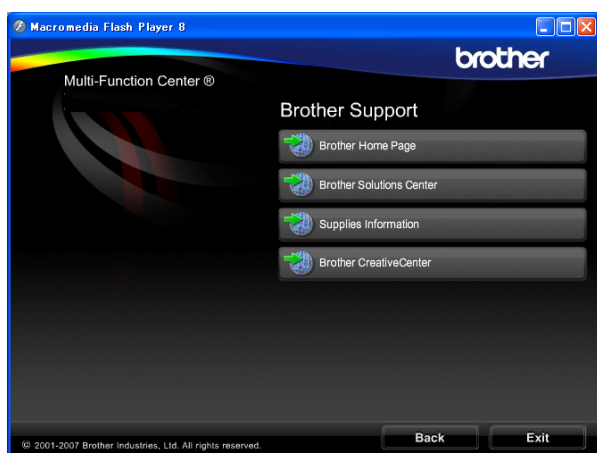 Macromedia Flash Player 8
brother
Multi-Function Center ®
Brother Support
Brother Home Page
Brother Solutions Center
Supplies Information
Brother CreativeCenter
© 2001-2007 Brother Industries, Ltd. All rights reserved.
Back
Exit